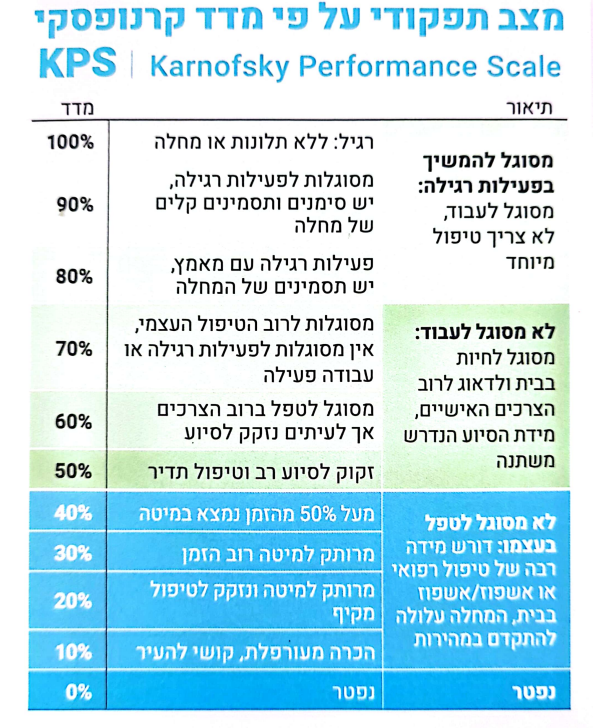 מצב תפקודי על פי מדד קרנופסקי
KPS | Karnofsky Performance Scale
תיאור
מדד
מסוגל להמשיך
בפעילות רגילה:
מסוגל לעבוד,
לא צריך טיפול
מיוחד
רגיל: ללא תלונות או מחלה
100%
מסוגלות לפעילות רגילה,
יש סימנים ותסמינים קלים
של מחלה
90%
פעילות רגילה עם מאמץ,
יש תסמינים של המחלה
80%
לא מסוגל לעבוד:
מסוגל לחיות
בבית ולדאוג לרוב
הצרכים האישיים,
מידת הסיוע הנדרש
משתנה
מסוגלות לרוב הטיפול העצמי,
אין מסוגלות לפעילות רגילה או
עבודה פעילה
70%
מסוגל לטפל ברוב הצרכים
אך לעיתים נזקק לסיוע
60%
זקוק לסיוע רב וטיפול תדיר
50%
לא מסוגל לטפל
בעצמו: דורש מידה
רבה של טיפול רפואי
או אשפוז/אשפוז
בבית, המחלה עלולה
להתקדם במהירות
מעל 50% מהזמן נמצא במיטה
40%
מרותק למיטה רוב הזמן
30%
מרותק למיטה ונזקק לטיפול
מקיף
20%
הכרה מעורפלת, קושי להעיר
10%
נפטר
נפטר
0%